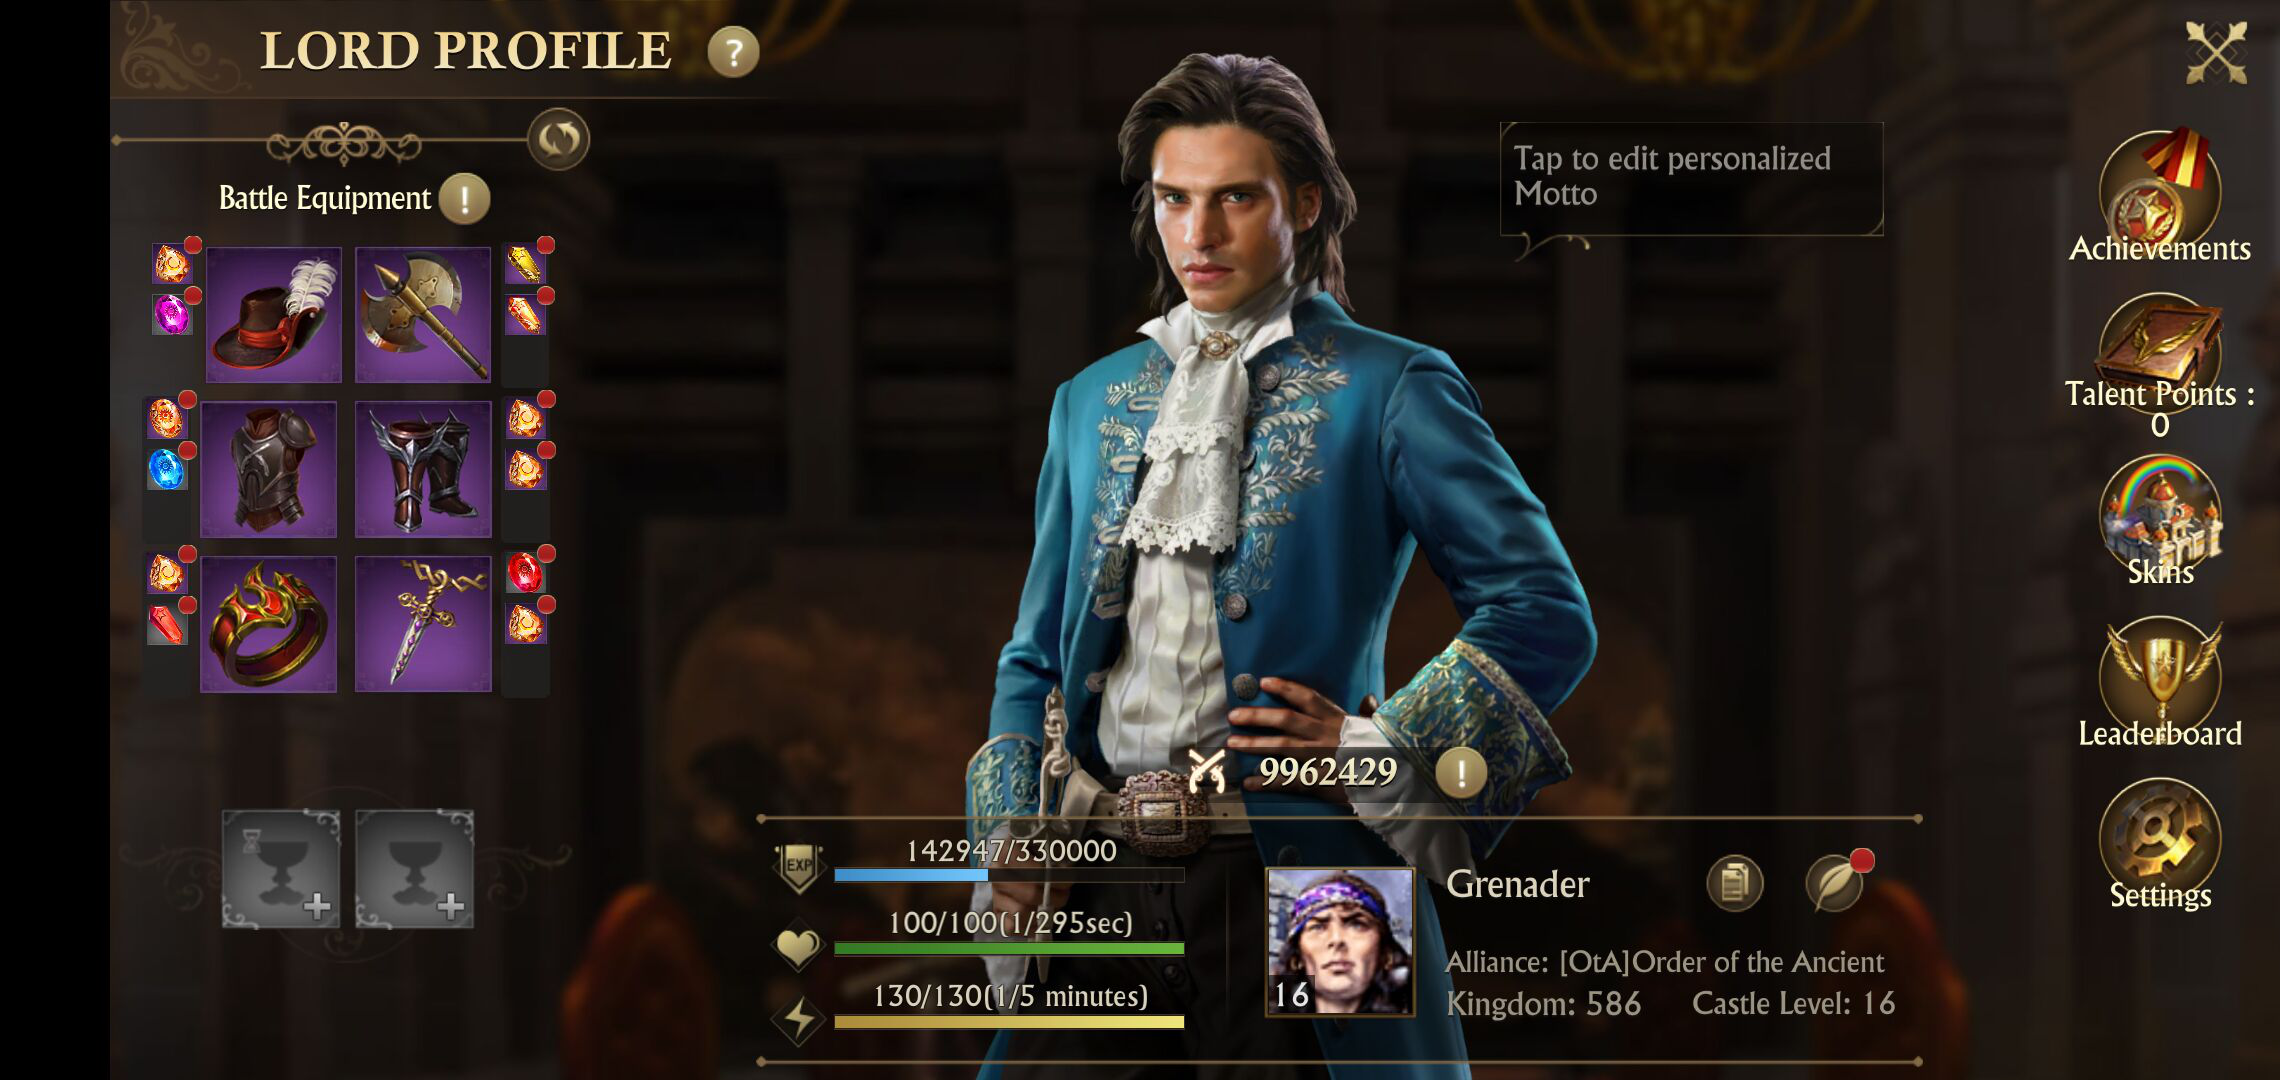 LORD PROFILE ?
Battle Equipment !
Tap to edit personalized
Motto
Achievements
Talent Points :
0
Skins
Leaderboard
Settings
9962429 !
EXP 142947/330000
100/100(1/295sec)
130/130(1/5 minutes)
16
Grenader
Alliance: [OtA]Order of the Ancient
Kingdom: 586 Castle Level: 16